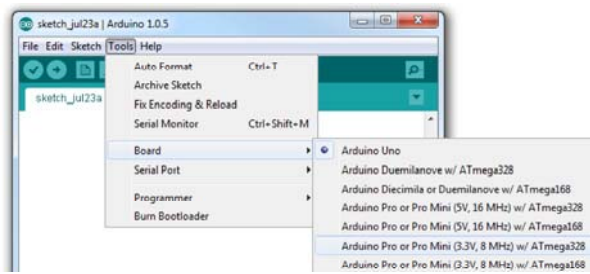 sketch_jul23a | Arduino 1.0.5
File Edit Sketch Tools Help
sketch_jul23a
Auto Format Ctrl+T
Archive Sketch
Fix Encoding & Reload
Serial Monitor Ctrl+Shift+M
Board
Serial Port
Programmer
Burn Bootloader
Arduino Uno
Arduino Duemilanove w/ ATmega328
Arduino Diecimila or Duemilanove w/ ATmega168
Arduino Pro or Pro Mini (5V, 16 MHz) w/ ATmega328
Arduino Pro or Pro Mini (5V, 16 MHz) w/ ATmega168
Arduino Pro or Pro Mini (3.3V, 8 MHz) w/ ATmega328
Arduino Pro or Pro Mini (3.3V, 8 MHz) w/ ATmega168